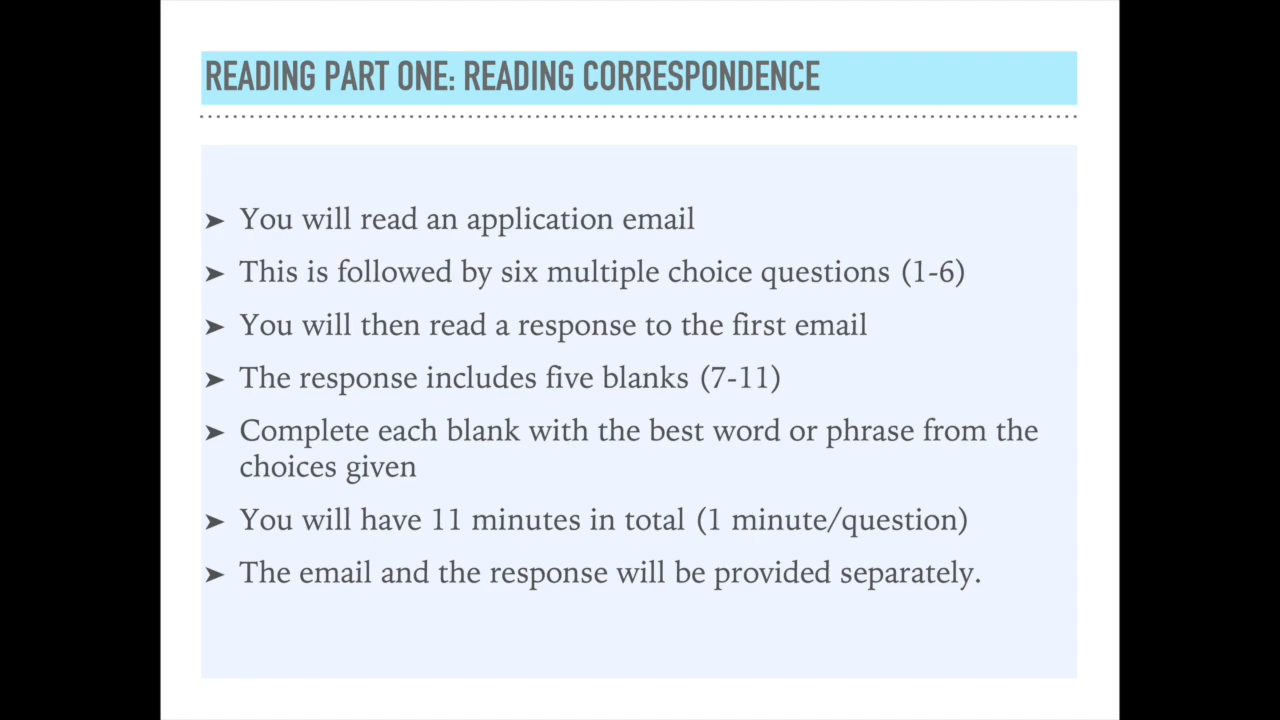 READING PART ONE: READING CORRESPONDENCE
➤ You will read an application email
➤ This is followed by six multiple choice questions (1-6)
➤ You will then read a response to the first email
➤ The response includes five blanks (7-11)
➤ Complete each blank with the best word or phrase from the
choices given
➤ You will have 11 minutes in total (1 minute/question)
➤ The email and the response will be provided separately.